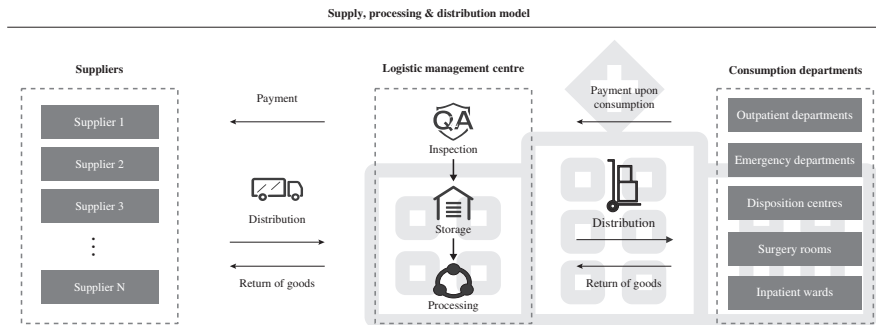 Supply, processing & distribution model
Suppliers
Supplier 1
Supplier 2
Supplier 3
Supplier N
Payment
Distribution
Return of goods
Logistic management centre
QA
Inspection
Storage
Processing
Payment upon
consumption
Distribution
Return of goods
Consumption departments
Outpatient departments
Emergency departments
Disposition centres
Surgery rooms
Inpatient wards